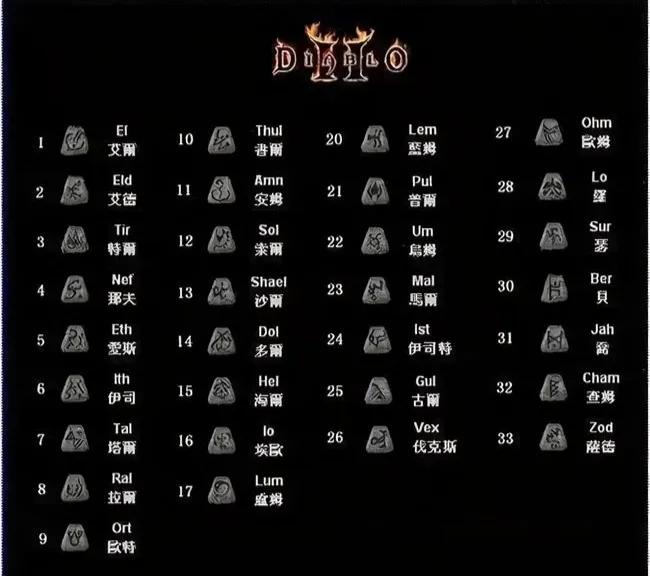 DIABLO
II
1 El
艾爾
2 Eld
艾德
3 Tir
特爾
4 Nef
那夫
5 Eth
愛斯
6 Ith
伊司
7 Tal
塔爾
8 Ral
拉爾
9 Ort
歐特
10 Thul
書爾
11 Amn
安姆
12 Sol
索爾
13 Shael
沙爾
14 Dol
多爾
15 Hel
海爾
16 Io
埃歐
17 Lum
盧姆
20 Lem
藍姆
21 Pul
普爾
22 Um
烏姆
23 Mal
馬爾
24 Ist
伊司特
25 Gul
古爾
26 Vex
伐克斯
27 Ohm
歐姆
28 Lo
羅
29 Sur
瑟
30 Ber
貝
31 Jah
喬
32 Cham
查姆
33 Zod
薩德